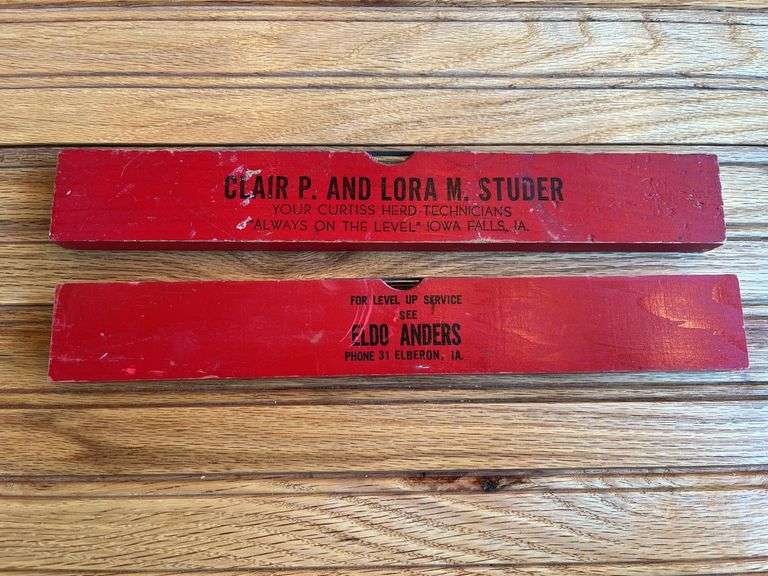 CLAIR P. AND LORA M. STUDER
YOUR CURTISS HERD-TECHNICIANS
"ALWAYS ON THE LEVEL" IOWA FALLS, IA.
FOR LEVEL UP SERVICE
SEE
ELDO ANDERS
PHONE 31 ELBERON, IA.